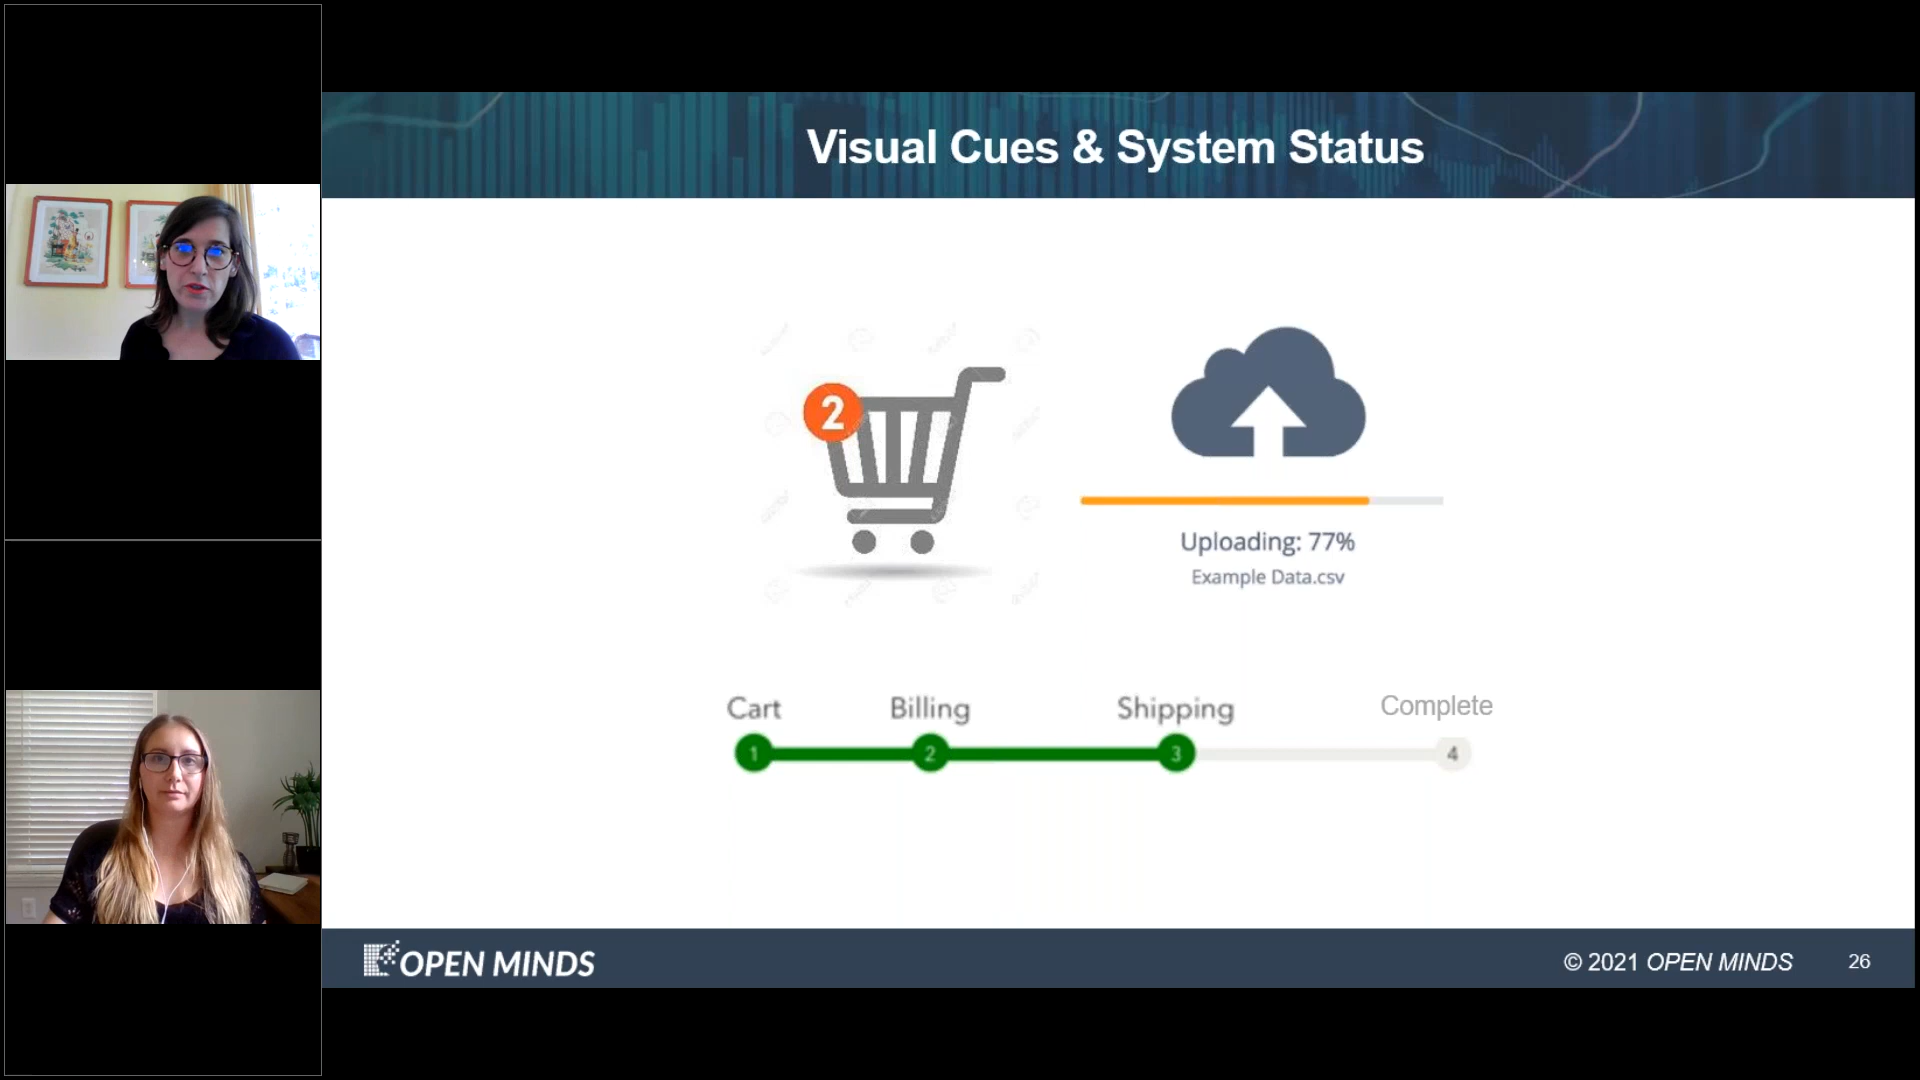 Visual Cues & System Status
2
Uploading: 77%
Example Data.csv
Cart Billing Shipping Complete
1 2 3 4
OPEN MINDS
© 2021 OPEN MINDS 26